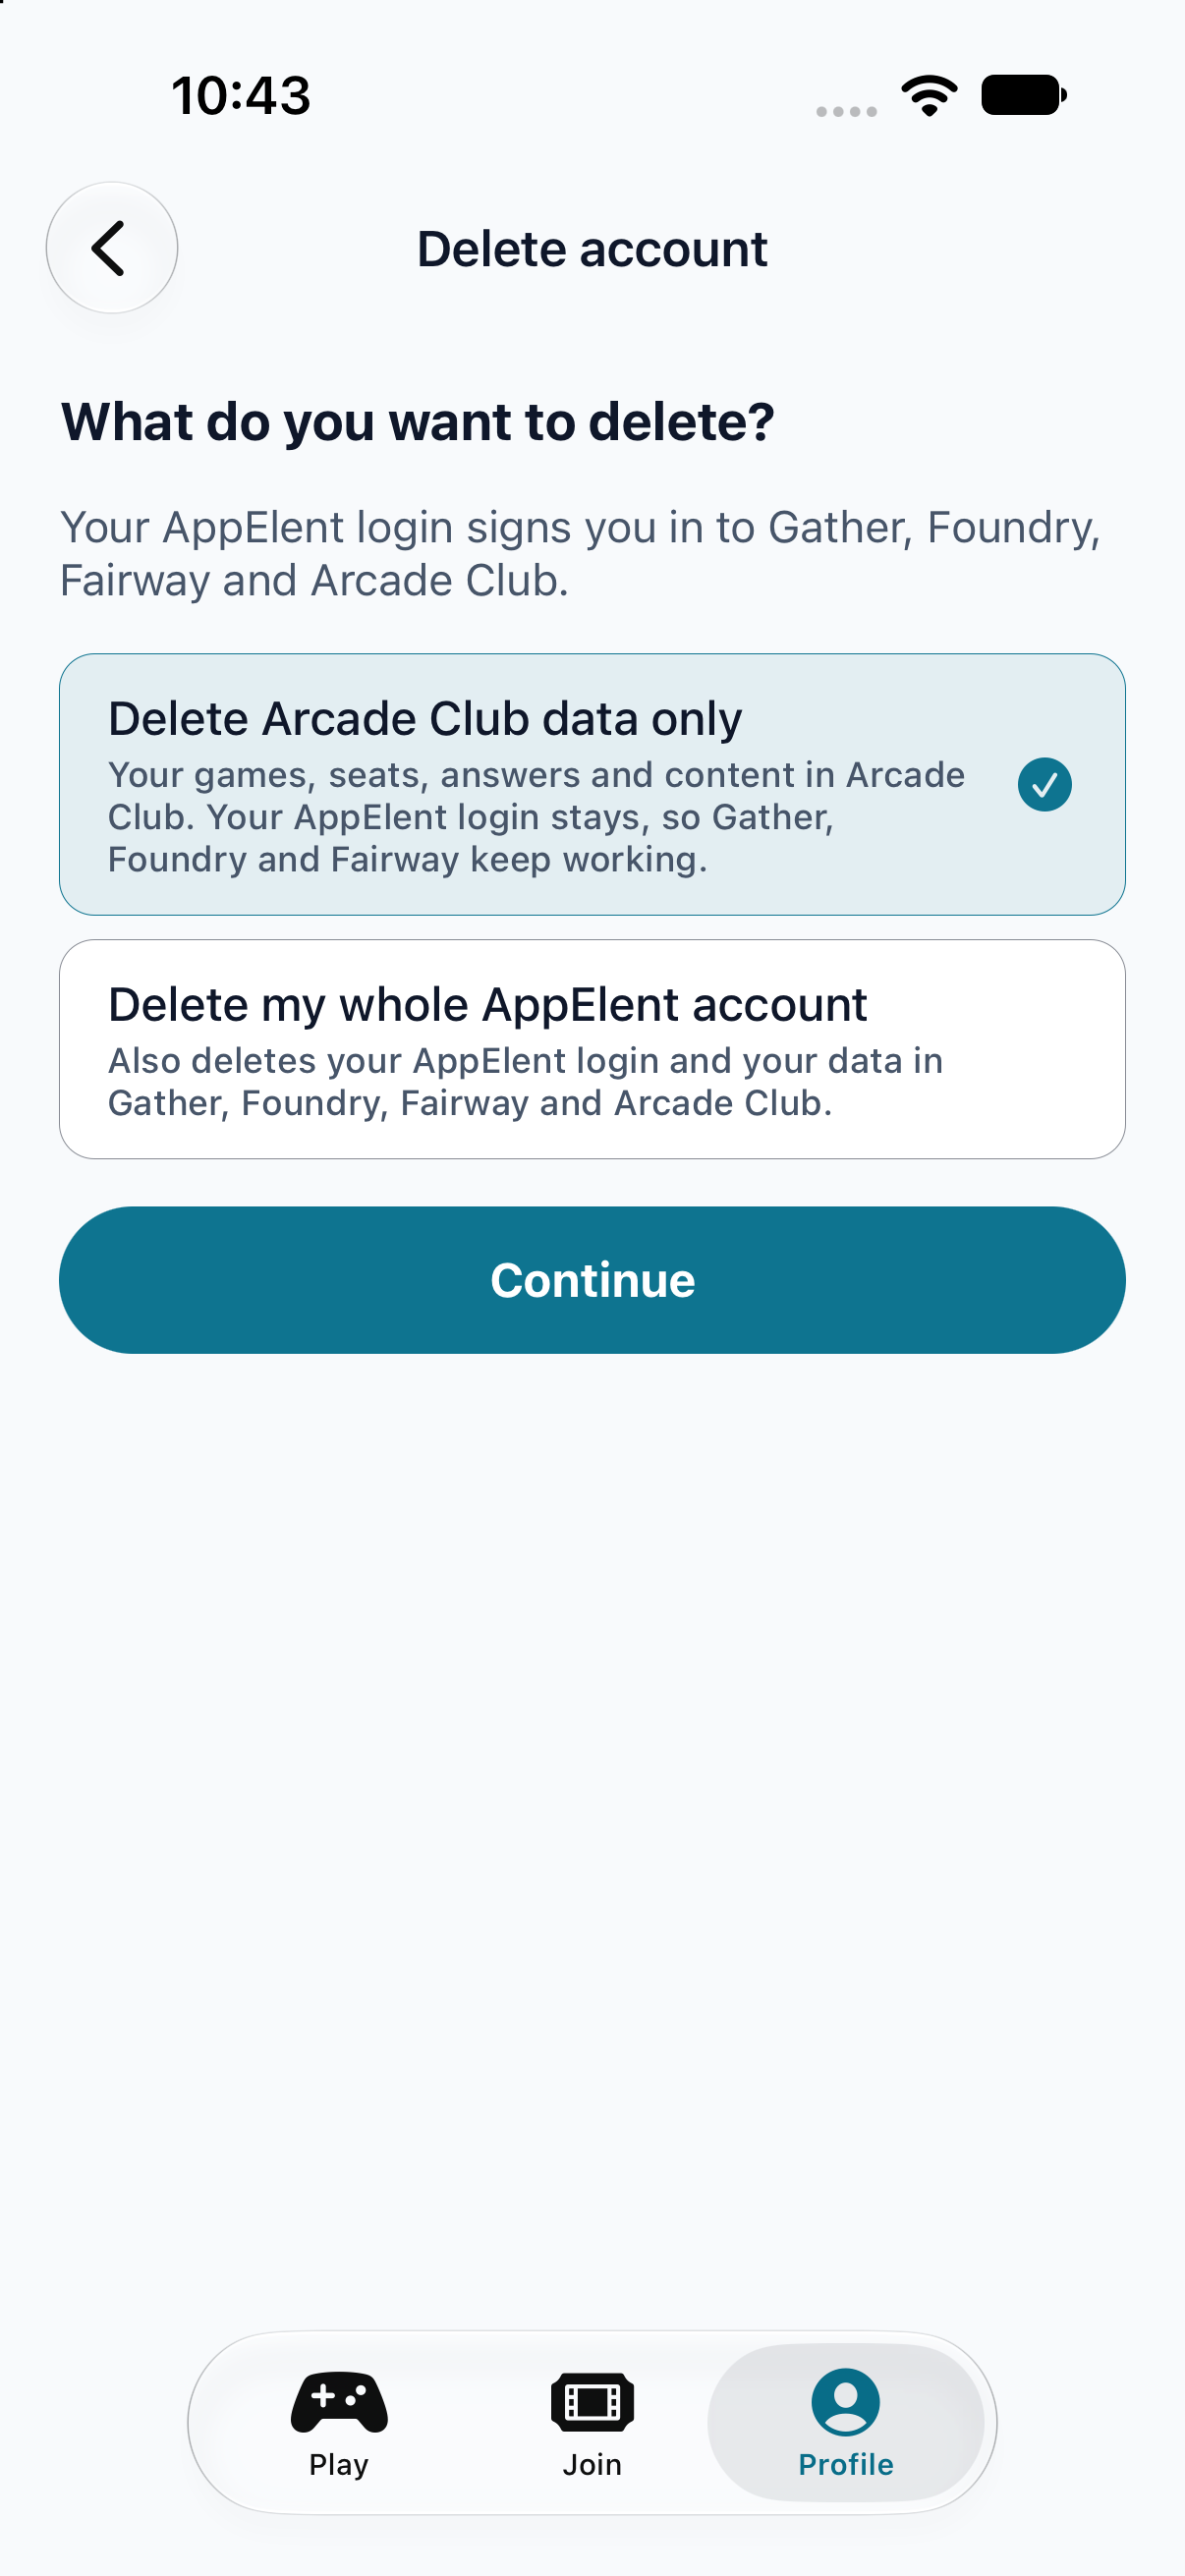 10:43
Delete account
What do you want to delete?
Your AppElent login signs you in to Gather, Foundry,
Fairway and Arcade Club.
Delete Arcade Club data only
Your games, seats, answers and content in Arcade
Club. Your AppElent login stays, so Gather,
Foundry and Fairway keep working.
Delete my whole AppElent account
Also deletes your AppElent login and your data in
Gather, Foundry, Fairway and Arcade Club.
Continue
Play
Join
Profile